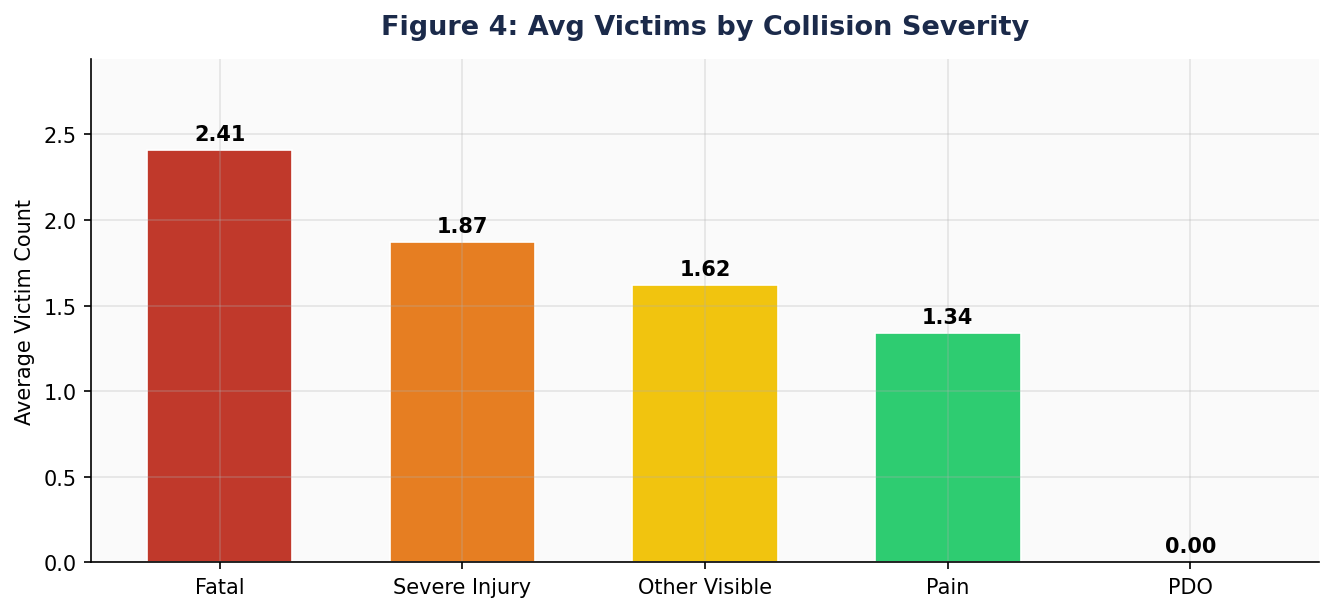 Figure 4: Avg Victims by Collision Severity
Average Victim Count
2.5
2.0
1.5
1.0
0.5
0.0
2.41
1.87
1.62
1.34
0.00
Fatal
Severe Injury
Other Visible
Pain
PDO